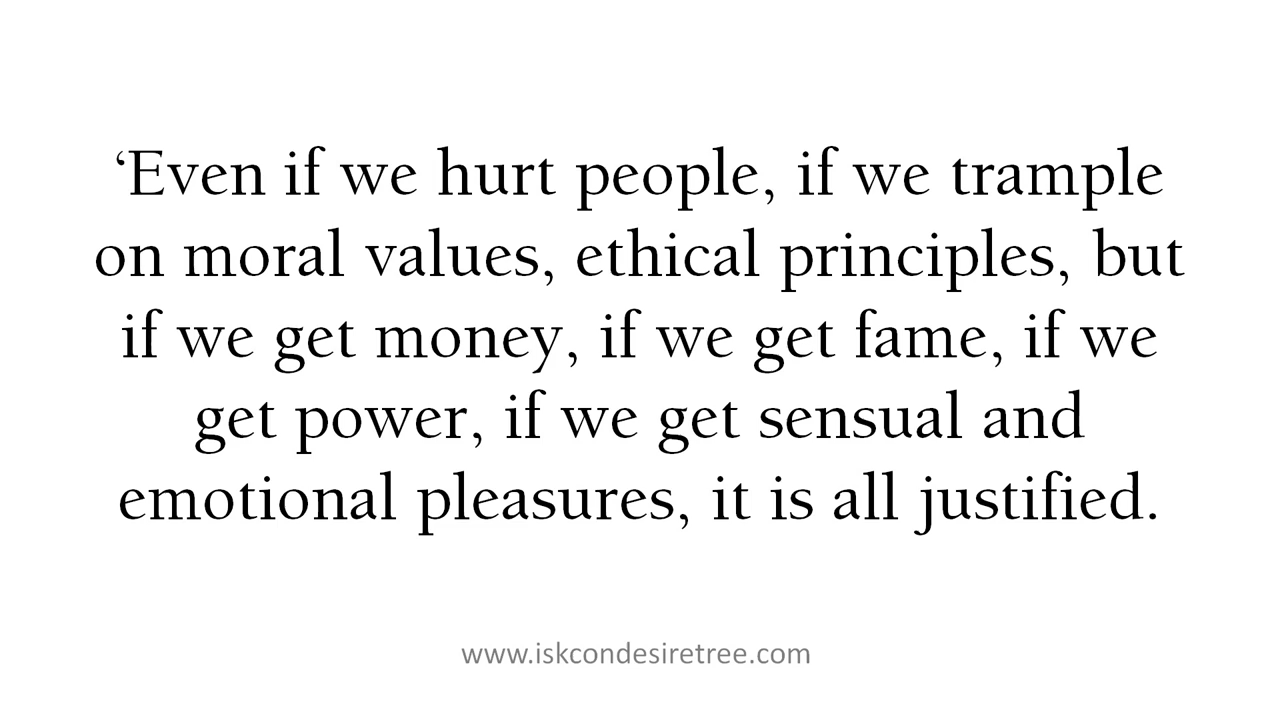 ‘Even if we hurt people, if we trample
on moral values, ethical principles, but
if we get money, if we get fame, if we
get power, if we get sensual and
emotional pleasures, it is all justified.
www.iskcondesiretree.com